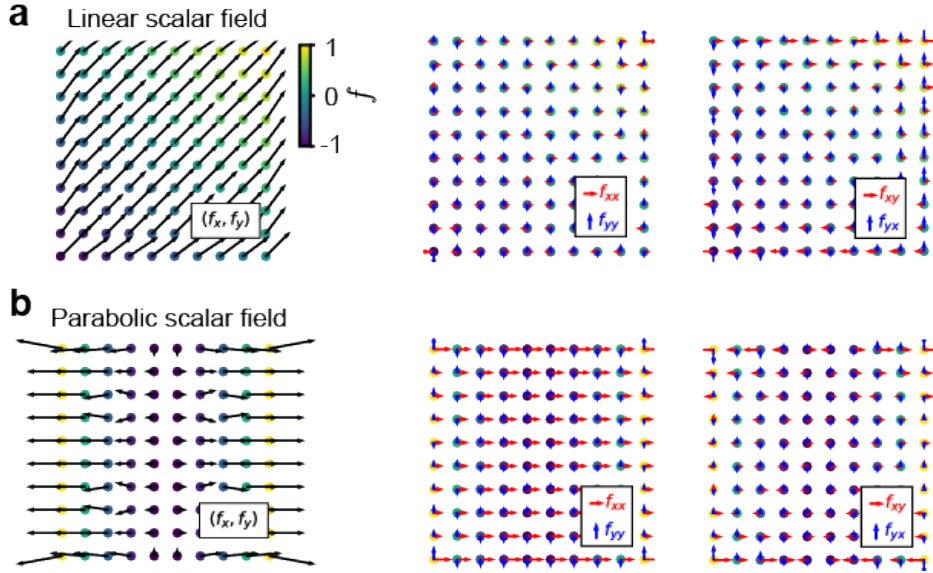 a
Linear scalar field
1
0
-1
f
(fx, fy)
fxx
fyy
fxy
fyx
b
Parabolic scalar field
(fx, fy)
fxx
fyy
fxy
fyx